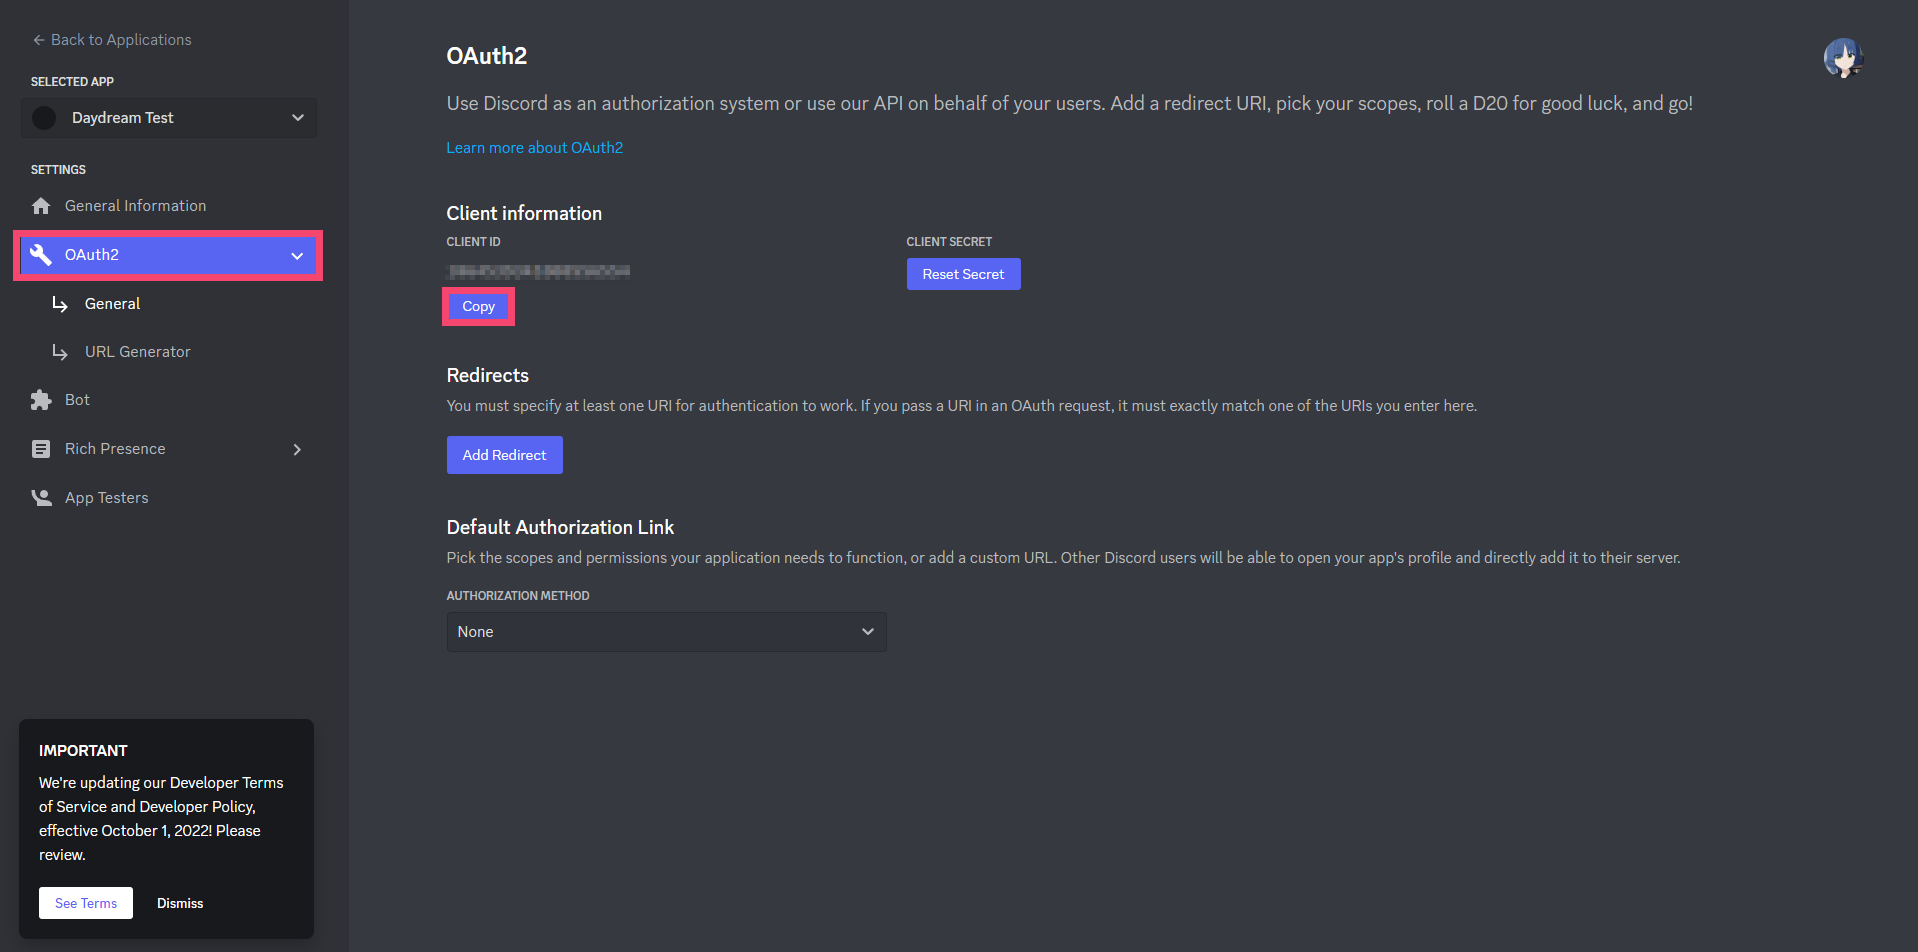 Back to Applications
SELECTED APP
Daydream Test
SETTINGS
General Information
OAuth2
General
URL Generator
Bot
Rich Presence
App Testers
IMPORTANT
We're updating our Developer Terms
of Service and Developer Policy,
effective October 1, 2022! Please
review.
See Terms
Dismiss
OAuth2
Use Discord as an authorization system or use our API on behalf of your users. Add a redirect URI, pick your scopes, roll a D20 for good luck, and go!
Learn more about OAuth2
Client information
CLIENT ID
CLIENT SECRET
Reset Secret
Copy
Redirects
You must specify at least one URI for authentication to work. If you pass a URI in an OAuth request, it must exactly match one of the URIs you enter here.
Add Redirect
Default Authorization Link
Pick the scopes and permissions your application needs to function, or add a custom URL. Other Discord users will be able to open your app's profile and directly add it to their server.
AUTHORIZATION METHOD
None